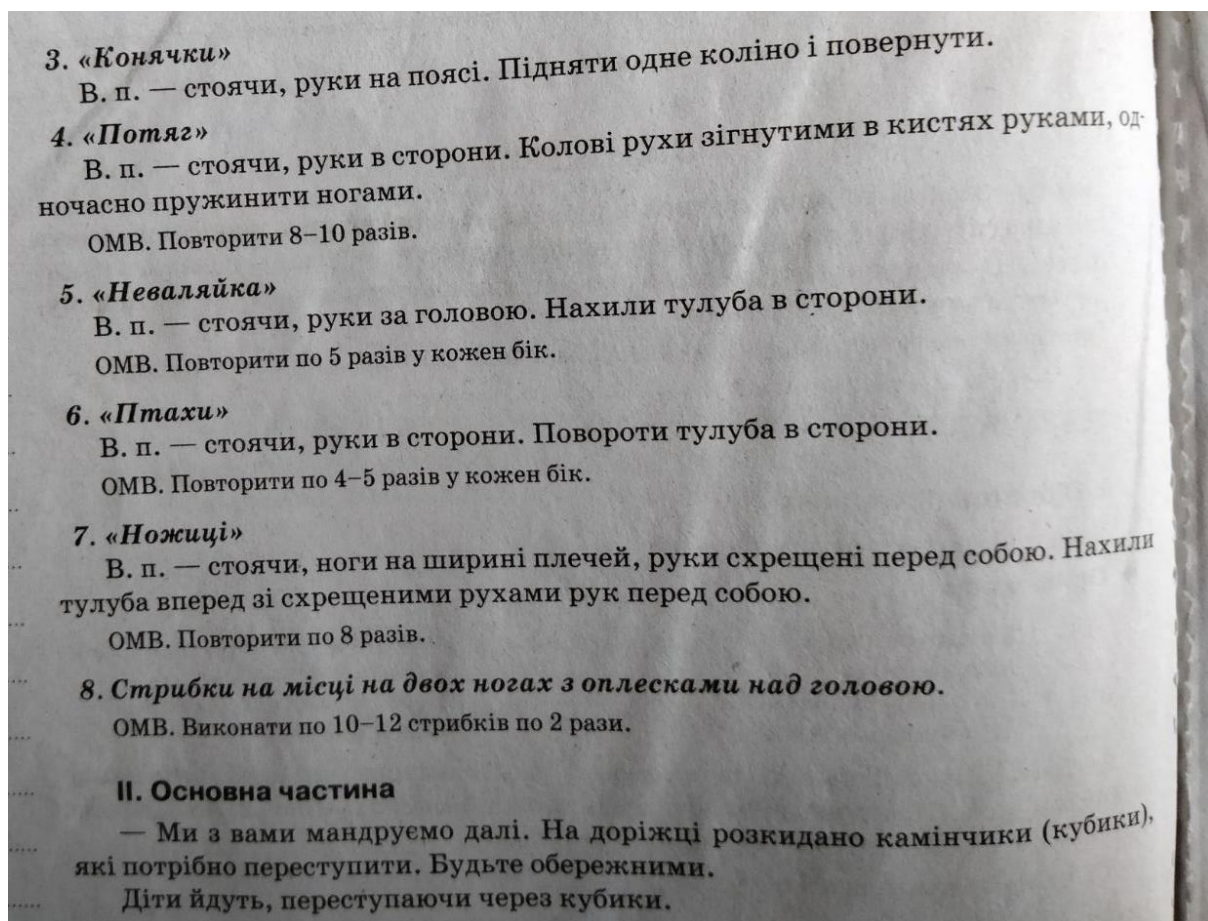 3. «Конячки»
В. п. — стоячи, руки на поясі. Підняти одне коліно і повернути.
4. «Потяг»
В. п. — стоячи, руки в сторони. Колові рухи зігнутими в кистях руками, од-
ночасно пружинити ногами.
ОМВ. Повторити 8–10 разів.
5. «Неваляйка»
В. п. — стоячи, руки за головою. Нахили тулуба в сторони.
ОМВ. Повторити по 5 разів у кожен бік.
6. «Птахи»
В. п. — стоячи, руки в сторони. Повороти тулуба в сторони.
ОМВ. Повторити по 4–5 разів у кожен бік.
7. «Ножиці»
В. п. — стоячи, ноги на ширині плечей, руки схрещені перед собою. Нахили
тулуба вперед зі схрещеними рухами рук перед собою.
ОМВ. Повторити по 8 разів.
8. Стрибки на місці на двох ногах з оплесками над головою.
ОМВ. Виконати по 10–12 стрибків по 2 рази.
II. Основна частина
— Ми з вами мандруємо далі. На доріжці розкидано камінчики (кубики),
які потрібно переступити. Будьте обережними.
Діти йдуть, переступаючи через кубики.